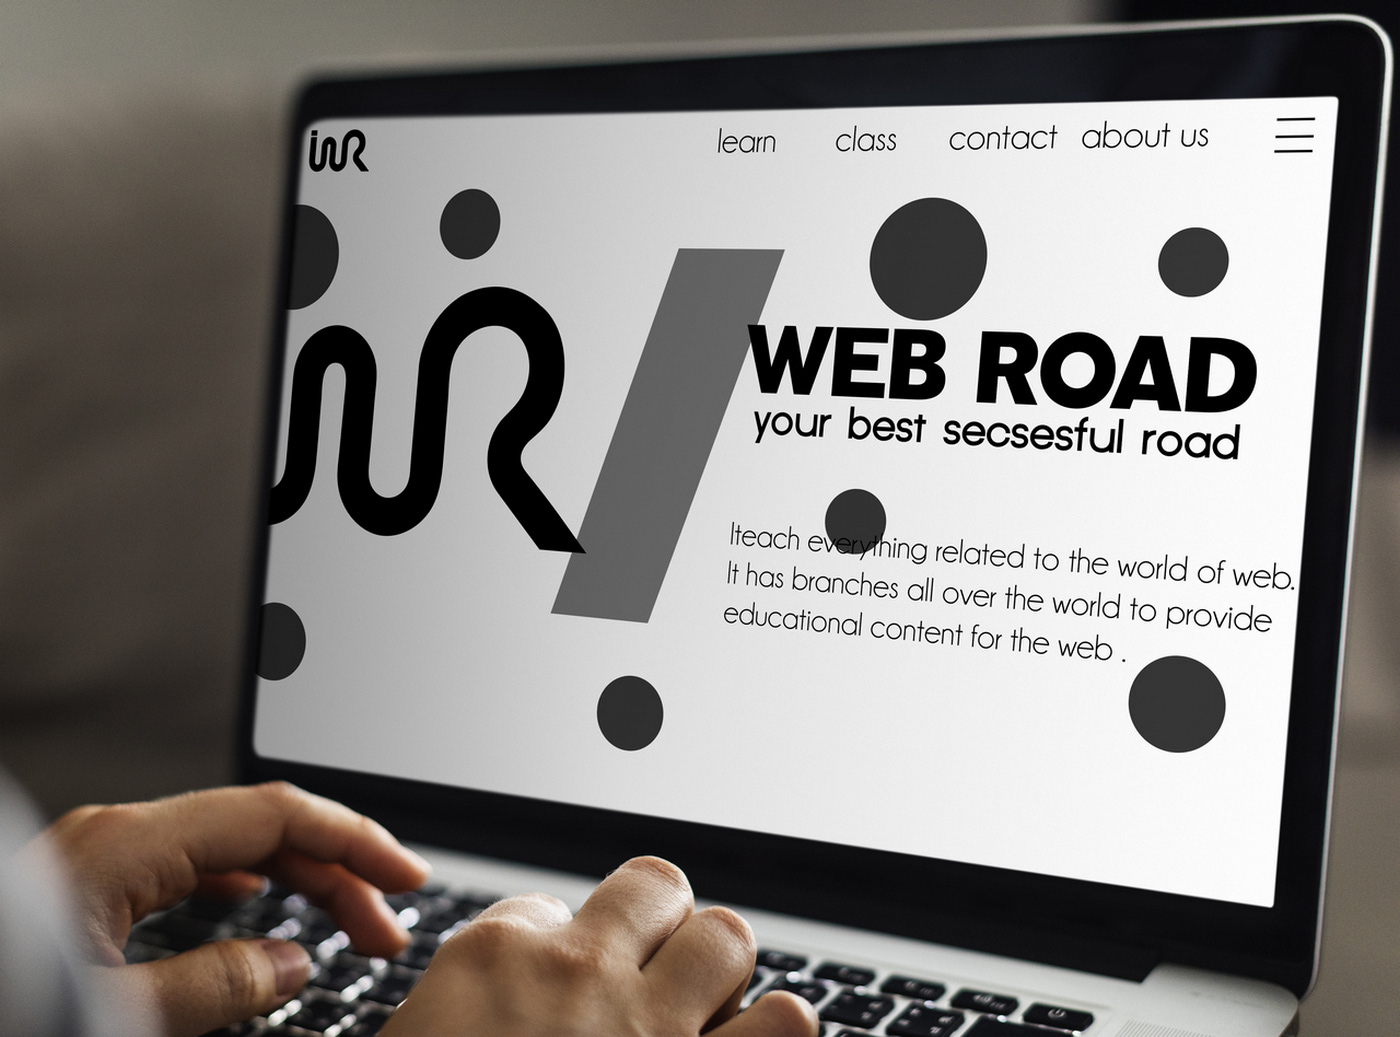 iWR
learn class contact about us
WR
WEB ROAD
your best secsesful road
Iteach everything related to the world of web.
It has branches all over the world to provide
educational content for the web .